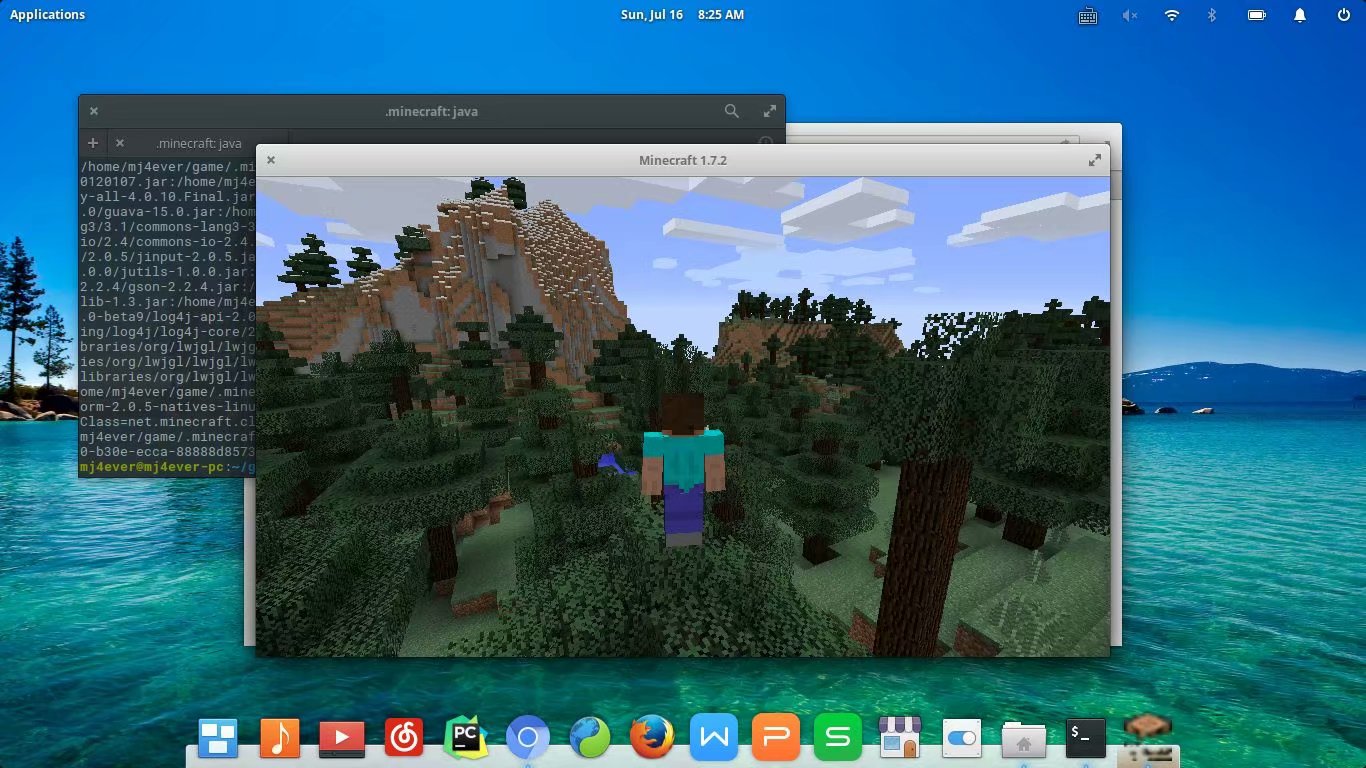 Applications
Sun, Jul 16 8:25 AM
.minecraft: java
.minecraft: java
Minecraft 1.7.2
/home/mj4ever/game/.mi
0120107.jar:/home/mj4e
y-all-4.0.10.Final.jar
.0/guava-15.0.jar:/hom
g3/3.1/commons-lang3-3
io/2.4/commons-io-2.4.
/2.0.5/jinput-2.0.5.ja
.0.0/jutils-1.0.0.jar:
2.2.4/gson-2.2.4.jar:/
lib-1.3.jar:/home/mj4e
.0-beta9/log4j-api-2.0
ing/log4j/log4j-core/2
braries/org/lwjgl/lwjg
ies/org/lwjgl/lwjgl/lw
libraries/org/lwjgl/lw
ome/mj4ever/game/.mine
orm-2.0.5-natives-linu
Class=net.minecraft.cl
mj4ever/game/.minecraf
0-b30e-ecca-88888d8573
mj4ever@mj4ever-pc:~/g
PC
W
P
S
$_